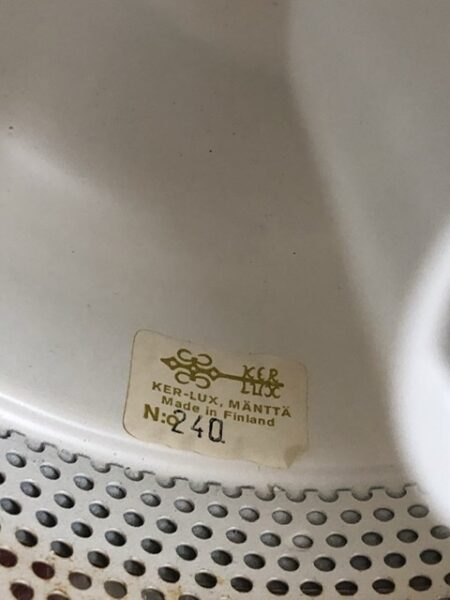 KER
LUX
KER-LUX, MÄNTTÄ
Made in Finland
N:o 240